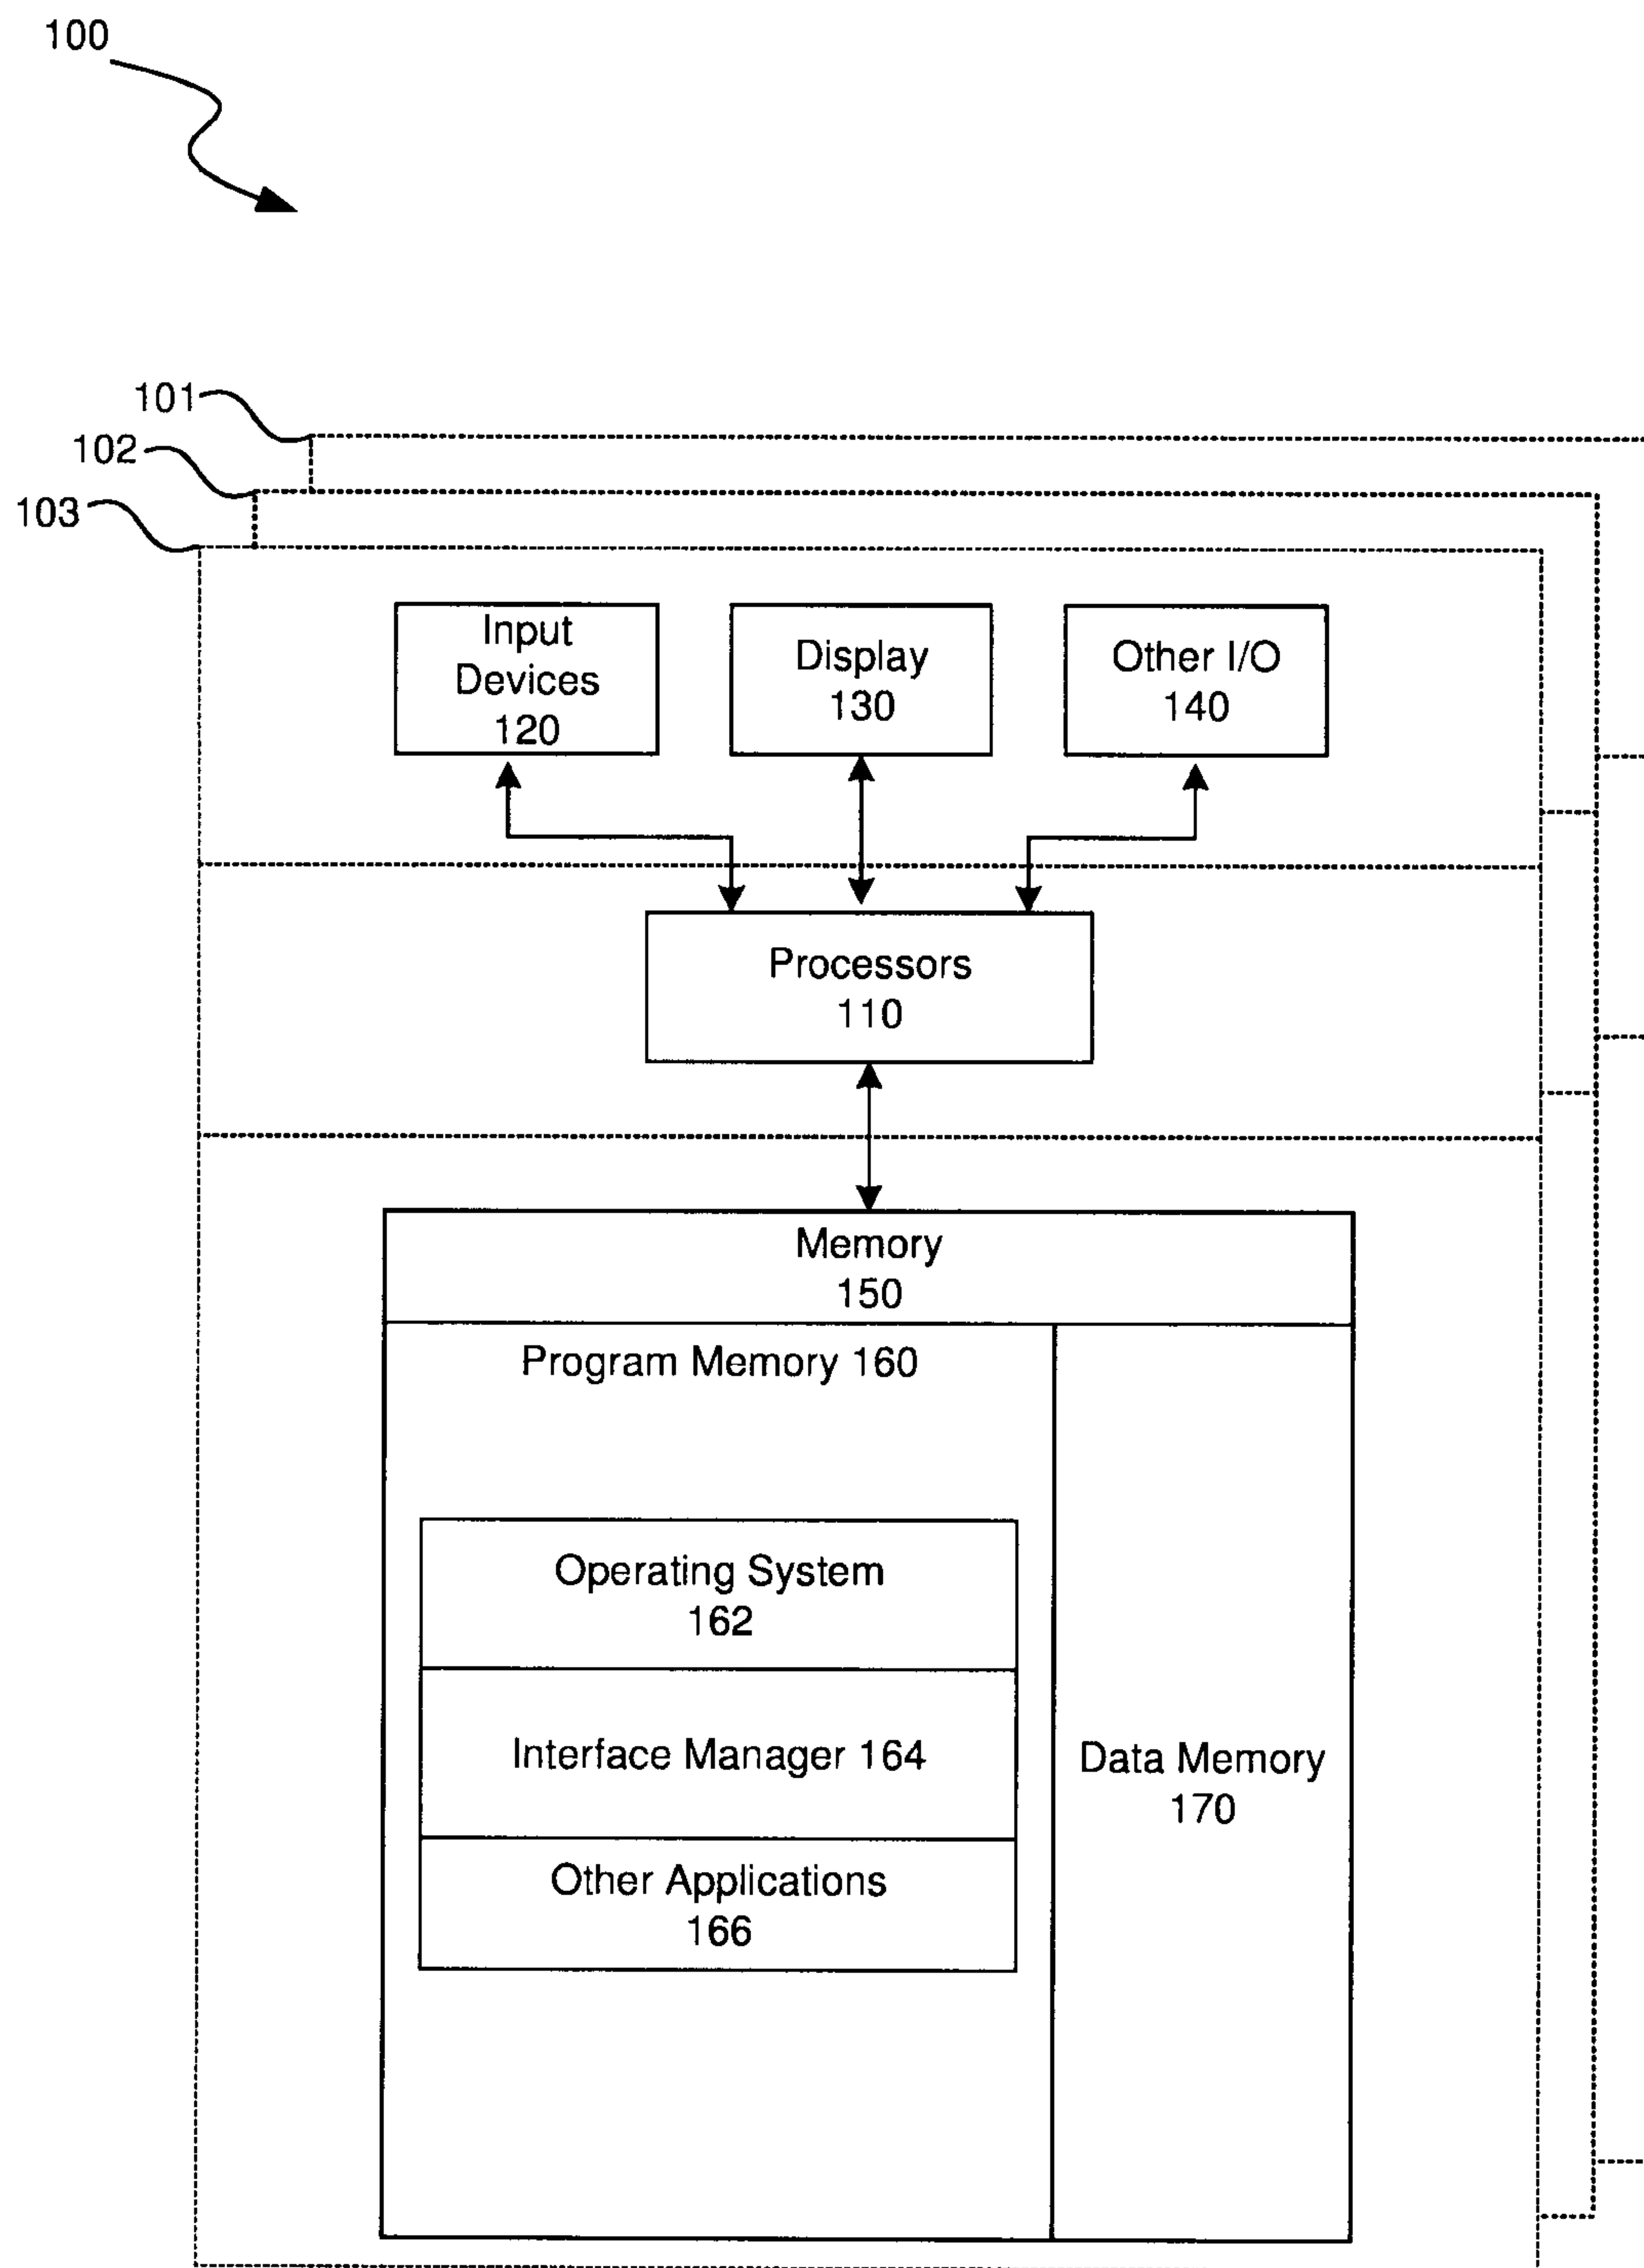 100
101
102
103
Input
Devices
120
Display
130
Other I/O
140
Processors
110
Memory
150
Program Memory 160
Operating System
162
Interface Manager 164
Other Applications
166
Data Memory
170